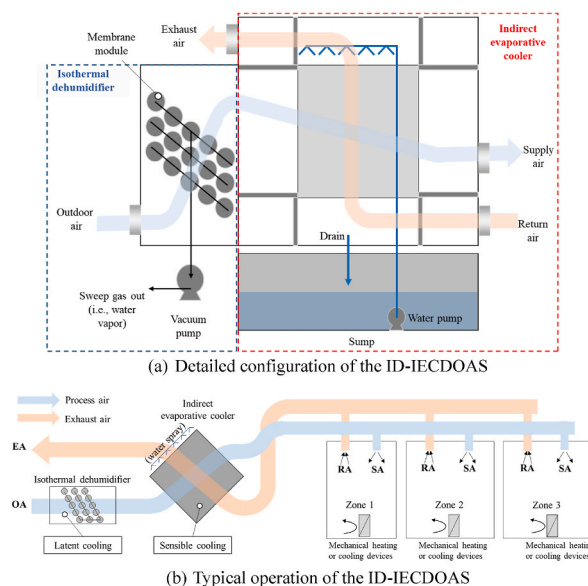 Exhaust
air
Indirect
evaporative
cooler
Membrane
module
Isothermal
dehumidifier
Supply
air
Outdoor
air
Return
air
Drain
Sweep gas out
(i.e., water
vapor)
Vacuum
pump
Water pump
Sump
(a) Detailed configuration of the ID-IECDOAS
Process air
Exhaust air
Indirect
evaporative cooler
(water spray)
EA
Isothermal dehumidifier
OA
RA
SA
RA
SA
RA
SA
Zone 1
Zone 2
Zone 3
Latent cooling
Sensible cooling
Mechanical heating
or cooling devices
Mechanical heating
or cooling devices
Mechanical heating
or cooling devices
(b) Typical operation of the ID-IECDOAS